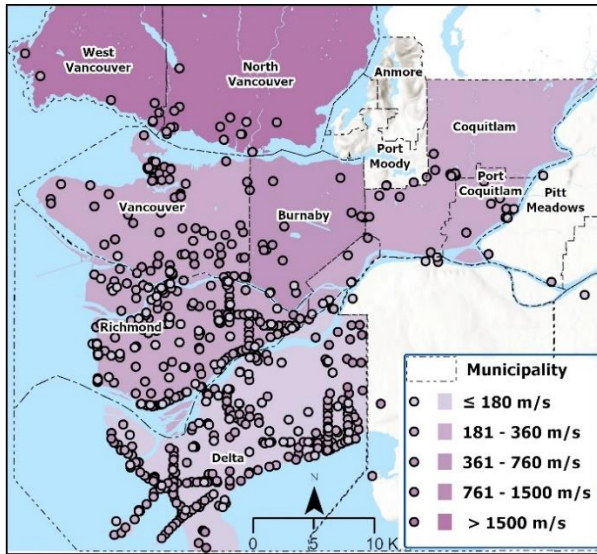 West
Vancouver
North
Vancouver
Anmore
Coquitlam
Port
Moody
Port
Coquitlam
Pitt
Meadows
Vancouver
Burnaby
Richmond
Delta
N
0
5
10 K
Municipality
≤ 180 m/s
181 - 360 m/s
361 - 760 m/s
761 - 1500 m/s
> 1500 m/s